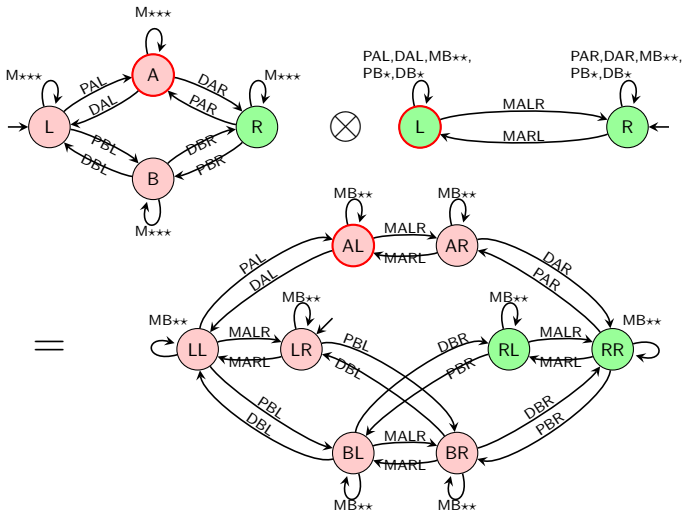 M⋆⋆⋆
PAL,DAL,MB⋆⋆,
PB⋆,DB⋆
PAR,DAR,MB⋆⋆,
PB⋆,DB⋆
M⋆⋆⋆
A
M⋆⋆⋆
PAL
DAL
DAR
PAR
L
R
⊗
L
MALR
MARL
R
PBL
DBL
DBR
PBR
B
M⋆⋆⋆
MB⋆⋆
MB⋆⋆
AL
MALR
MARL
AR
PAL
DAL
DAR
PAR
MB⋆⋆
MB⋆⋆
MB⋆⋆
MB⋆⋆
=
LL
MALR
MARL
LR
PBL
DBL
DBR
PBR
RL
MALR
MARL
RR
PBL
DBL
DBR
PBR
BL
MALR
MARL
BR
MB⋆⋆
MB⋆⋆